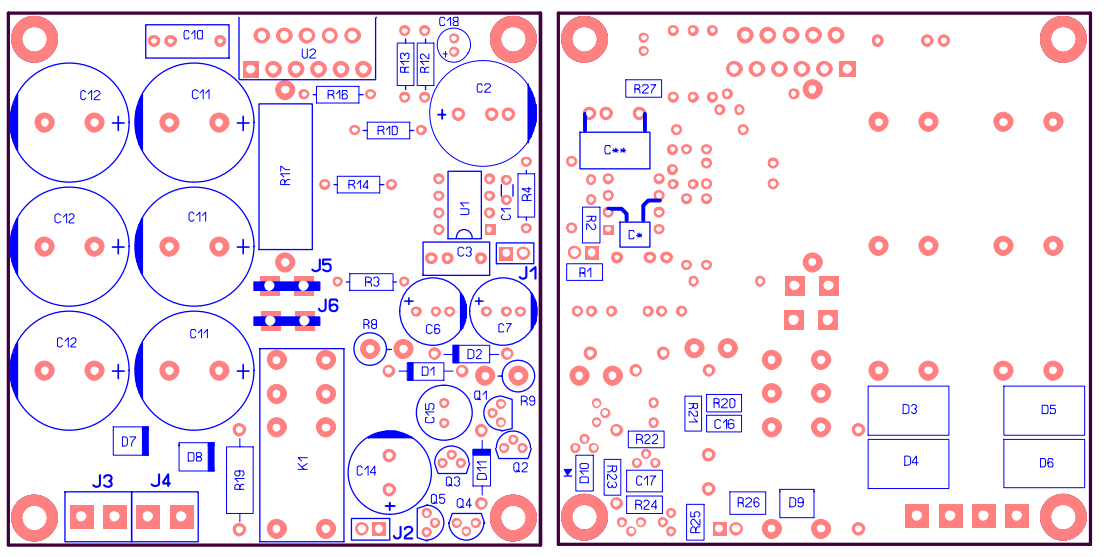 C10
U2
C18
R13
R12
C12
C11
C2
R16
R10
R17
R14
R4
C1
U1
C12
C11
C3
J1
J5
R3
J6
C6
C7
R8
C12
C11
D2
D1
R9
Q1
C15
D7
D8
K1
C14
Q2
Q3
D11
R19
J3
J4
Q5
Q4
J2
R27
C**
R2
C*
R1
R21
R20
C16
D3
D5
R22
D4
D6
D10
R23
C17
R24
R25
R26
D9